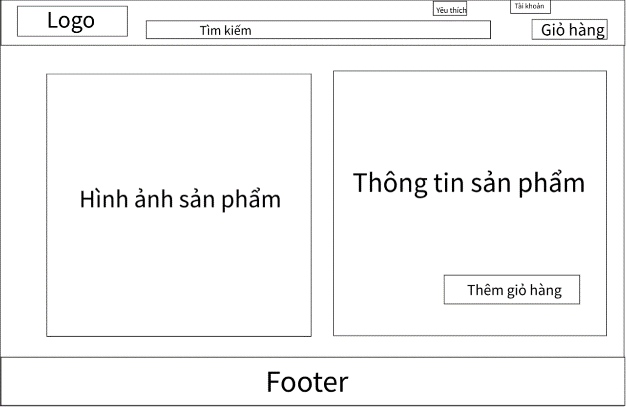 Logo
Tìm kiếm
Yêu thích
Tài khoản
Giỏ hàng
Hình ảnh sản phẩm
Thông tin sản phẩm
Thêm giỏ hàng
Footer